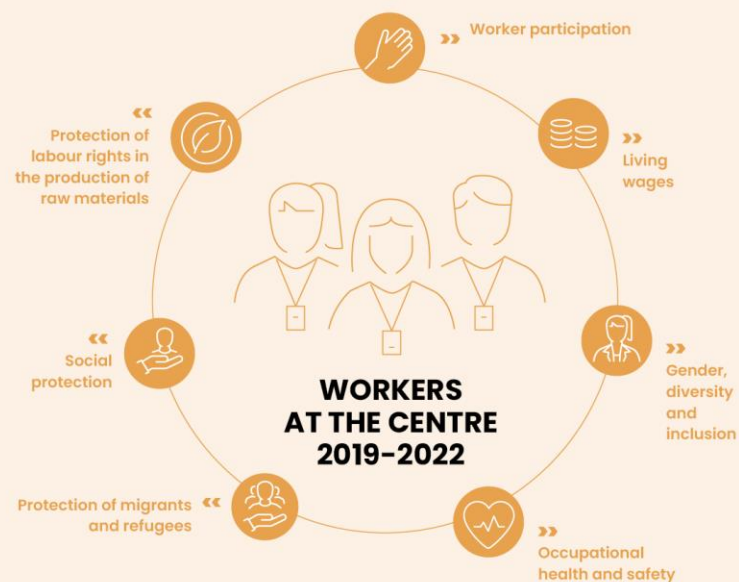 Worker participation
Living
wages
Gender,
diversity
and
inclusion
Occupational
health and safety
Protection of migrants
and refugees
Social
protection
Protection of
labour rights in
the production of
raw materials
WORKERS
AT THE CENTRE
2019-2022